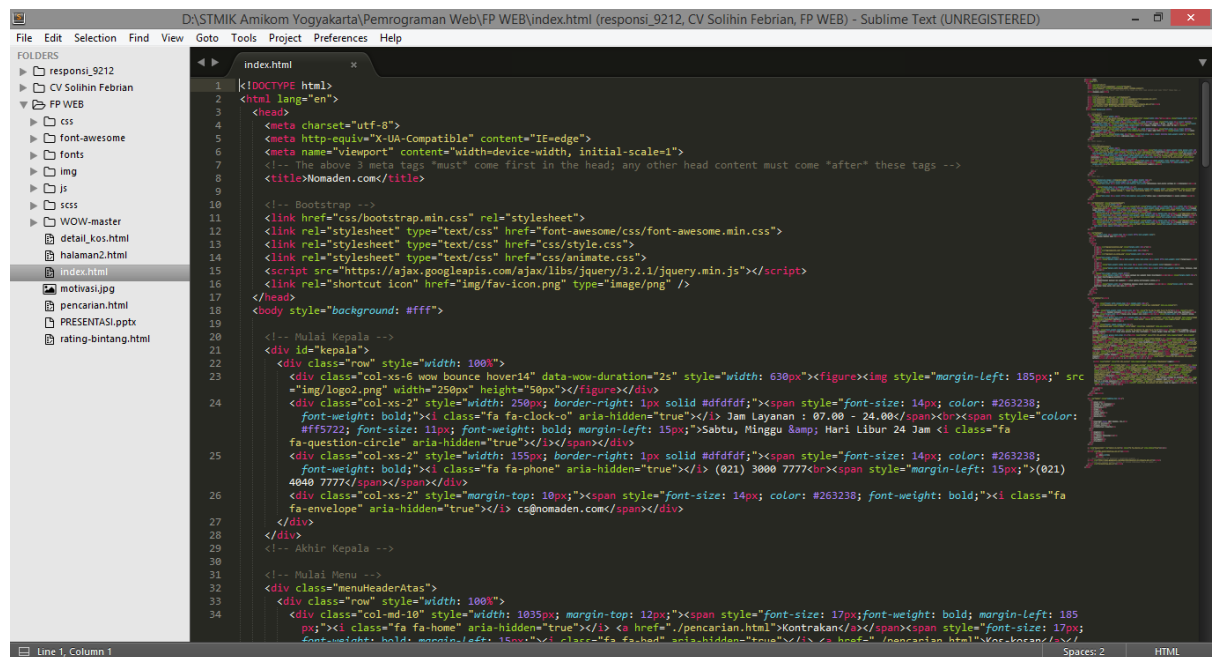 D:\STMIK Amikom Yogyakarta\Pemrograman Web\FP WEB\index.html (responsi_9212, CV Solihin Febrian, FP WEB) - Sublime Text (UNREGISTERED)
File Edit Selection Find View Goto Tools Project Preferences Help
FOLDERS
responsi_9212
CV Solihin Febrian
FP WEB
css
font-awesome
fonts
img
js
scss
WOW-master
detail_kos.html
halaman2.html
index.html
motivasi.jpg
pencarian.html
PRESENTASI.pptx
rating-bintang.html
index.html ×
1 <!DOCTYPE html>
2 <html lang="en">
3 <head>
4 <meta charset="utf-8">
5 <meta http-equiv="X-UA-Compatible" content="IE=edge">
6 <meta name="viewport" content="width=device-width, initial-scale=1">
7 <!-- The above 3 meta tags *must* come first in the head; any other head content must come *after* these tags -->
8 <title>Nomaden.com</title>
9
10 <!-- Bootstrap -->
11 <link href="css/bootstrap.min.css" rel="stylesheet">
12 <link rel="stylesheet" type="text/css" href="font-awesome/css/font-awesome.min.css">
13 <link rel="stylesheet" type="text/css" href="css/style.css">
14 <link rel="stylesheet" type="text/css" href="css/animate.css">
15 <script src="https://ajax.googleapis.com/ajax/libs/jquery/3.2.1/jquery.min.js"></script>
16 <link rel="shortcut icon" href="img/fav-icon.png" type="image/png" />
17 </head>
18 <body style="background: #fff">
19
20 <!-- Mulai Kepala -->
21 <div id="kepala">
22 <div class="row" style="width: 100%">
23 <div class="col-xs-6 wow bounce hover14" data-wow-duration="2s" style="width: 630px"><figure><img style="margin-left: 185px;" src
="img/logo2.png" width="250px" height="50px"></figure></div>
24 <div class="col-xs-2" style="width: 250px; border-right: 1px solid #dfdfdf;"><span style="font-size: 14px; color: #263238;
font-weight: bold;"><i class="fa fa-clock-o" aria-hidden="true"></i> Jam Layanan : 07.00 - 24.00</span><br><span style="color:
#ff5722; font-size: 11px; font-weight: bold; margin-left: 15px;">Sabtu, Minggu &amp; Hari Libur 24 Jam <i class="fa
fa-question-circle" aria-hidden="true"></i></span></div>
25 <div class="col-xs-2" style="width: 155px; border-right: 1px solid #dfdfdf;"><span style="font-size: 14px; color: #263238;
font-weight: bold;"><i class="fa fa-phone" aria-hidden="true"></i> (021) 3000 7777<br><span style="margin-left: 15px;">(021)
4040 7777</span></span></div>
26 <div class="col-xs-2" style="margin-top: 10px;"><span style="font-size: 14px; color: #263238; font-weight: bold;"><i class="fa
fa-envelope" aria-hidden="true"></i> cs@nomaden.com</span></div>
27 </div>
28 </div>
29 <!-- Akhir Kepala -->
30
31 <!-- Mulai Menu -->
32 <div class="menuHeaderAtas">
33 <div class="row" style="width: 100%">
34 <div class="col-md-10" style="width: 1035px; margin-top: 12px;"><span style="font-size: 17px;font-weight: bold; margin-left: 185
px;"><i class="fa fa-home" aria-hidden="true"></i> <a href="./pencarian.html">Kontrakan</a></span><span style="font-size: 17px;
font-weight: bold; margin-left: 15px;"><i class="fa fa-bed" aria-hidden="true"></i> <a href="./pencarian.html">Kos-kosan</a></
Line 1, Column 1
Spaces: 2 HTML